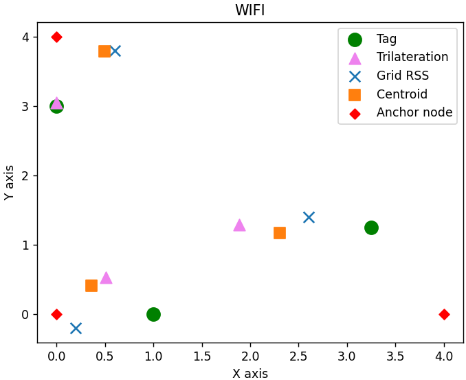 WIFI
Tag
Trilateration
Grid RSS
Centroid
Anchor node
4
3
2
1
0
Y axis
0.0 0.5 1.0 1.5 2.0 2.5 3.0 3.5 4.0
X axis